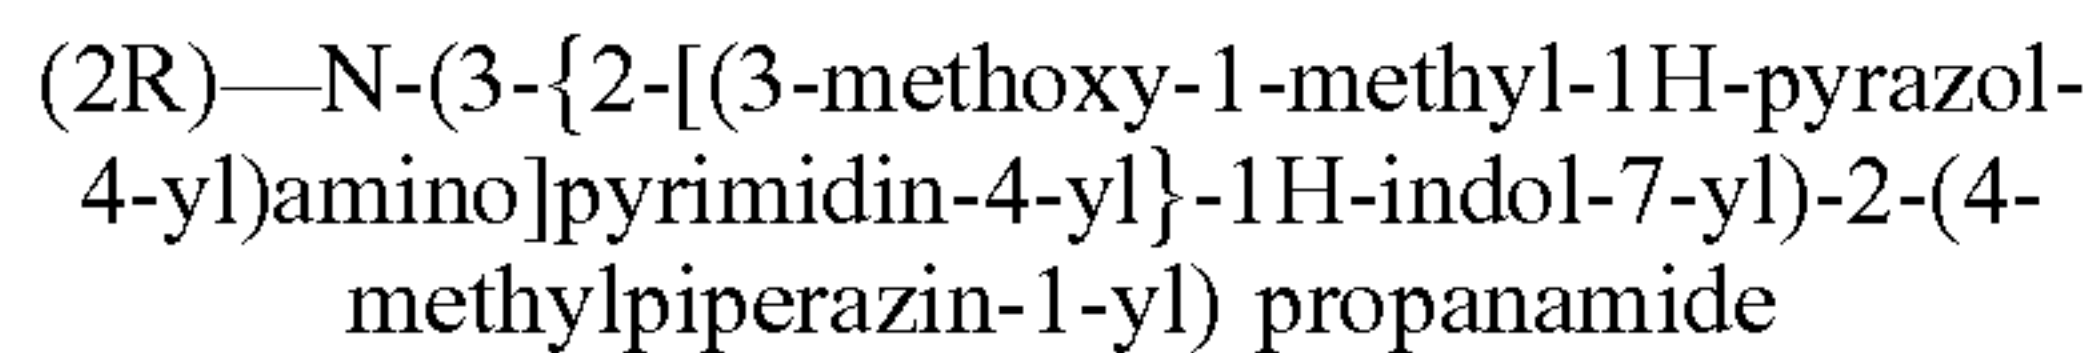 (2R)—N-(3-{2-[(3-methoxy-1-methyl-1H-pyrazol-
4-yl)amino]pyrimidin-4-yl}-1H-indol-7-yl)-2-(4-
methylpiperazin-1-yl) propanamide